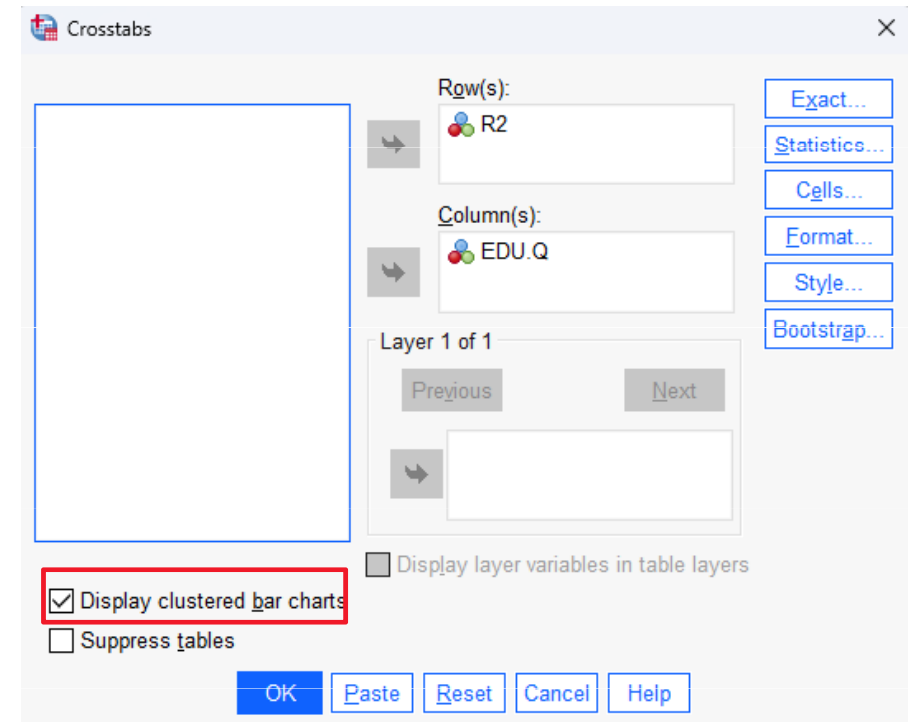 Crosstabs
Row(s):
R2
Column(s):
EDU.Q
Layer 1 of 1
Previous
Next
Display layer variables in table layers
Exact...
Statistics...
Cells...
Format...
Style...
Bootstrap...
Display clustered bar charts
Suppress tables
OK Paste Reset Cancel Help